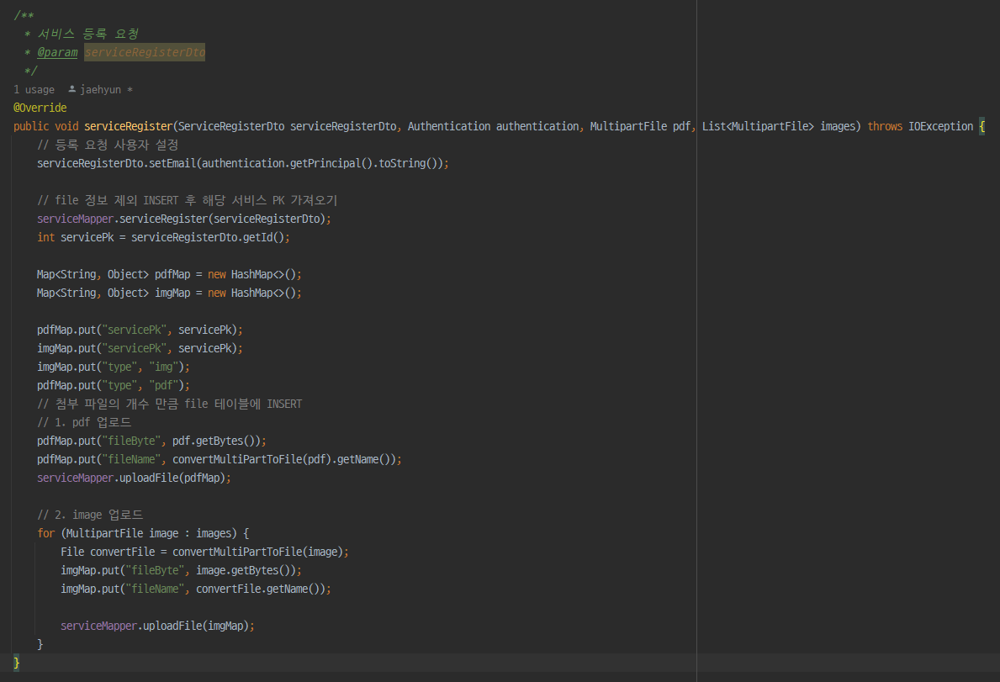 /**
 * 서비스 등록 요청
 * @param serviceRegisterDto
 */
1 usage jaehyun *
@Override
public void serviceRegister(ServiceRegisterDto serviceRegisterDto, Authentication authentication, MultipartFile pdf, List<MultipartFile> images) throws IOException {
    // 등록 요청 사용자 설정
    serviceRegisterDto.setEmail(authentication.getPrincipal().toString());

    // file 정보 제외 INSERT 후 해당 서비스 PK 가져오기
    serviceMapper.serviceRegister(serviceRegisterDto);
    int servicePk = serviceRegisterDto.getId();

    Map<String, Object> pdfMap = new HashMap<>();
    Map<String, Object> imgMap = new HashMap<>();

    pdfMap.put("servicePk", servicePk);
    imgMap.put("servicePk", servicePk);
    imgMap.put("type", "img");
    pdfMap.put("type", "pdf");
    // 첨부 파일의 개수 만큼 file 테이블에 INSERT
    // 1. pdf 업로드
    pdfMap.put("fileByte", pdf.getBytes());
    pdfMap.put("fileName", convertMultiPartToFile(pdf).getName());
    serviceMapper.uploadFile(pdfMap);

    // 2. image 업로드
    for (MultipartFile image : images) {
        File convertFile = convertMultiPartToFile(image);
        imgMap.put("fileByte", image.getBytes());
        imgMap.put("fileName", convertFile.getName());

        serviceMapper.uploadFile(imgMap);
    }
}